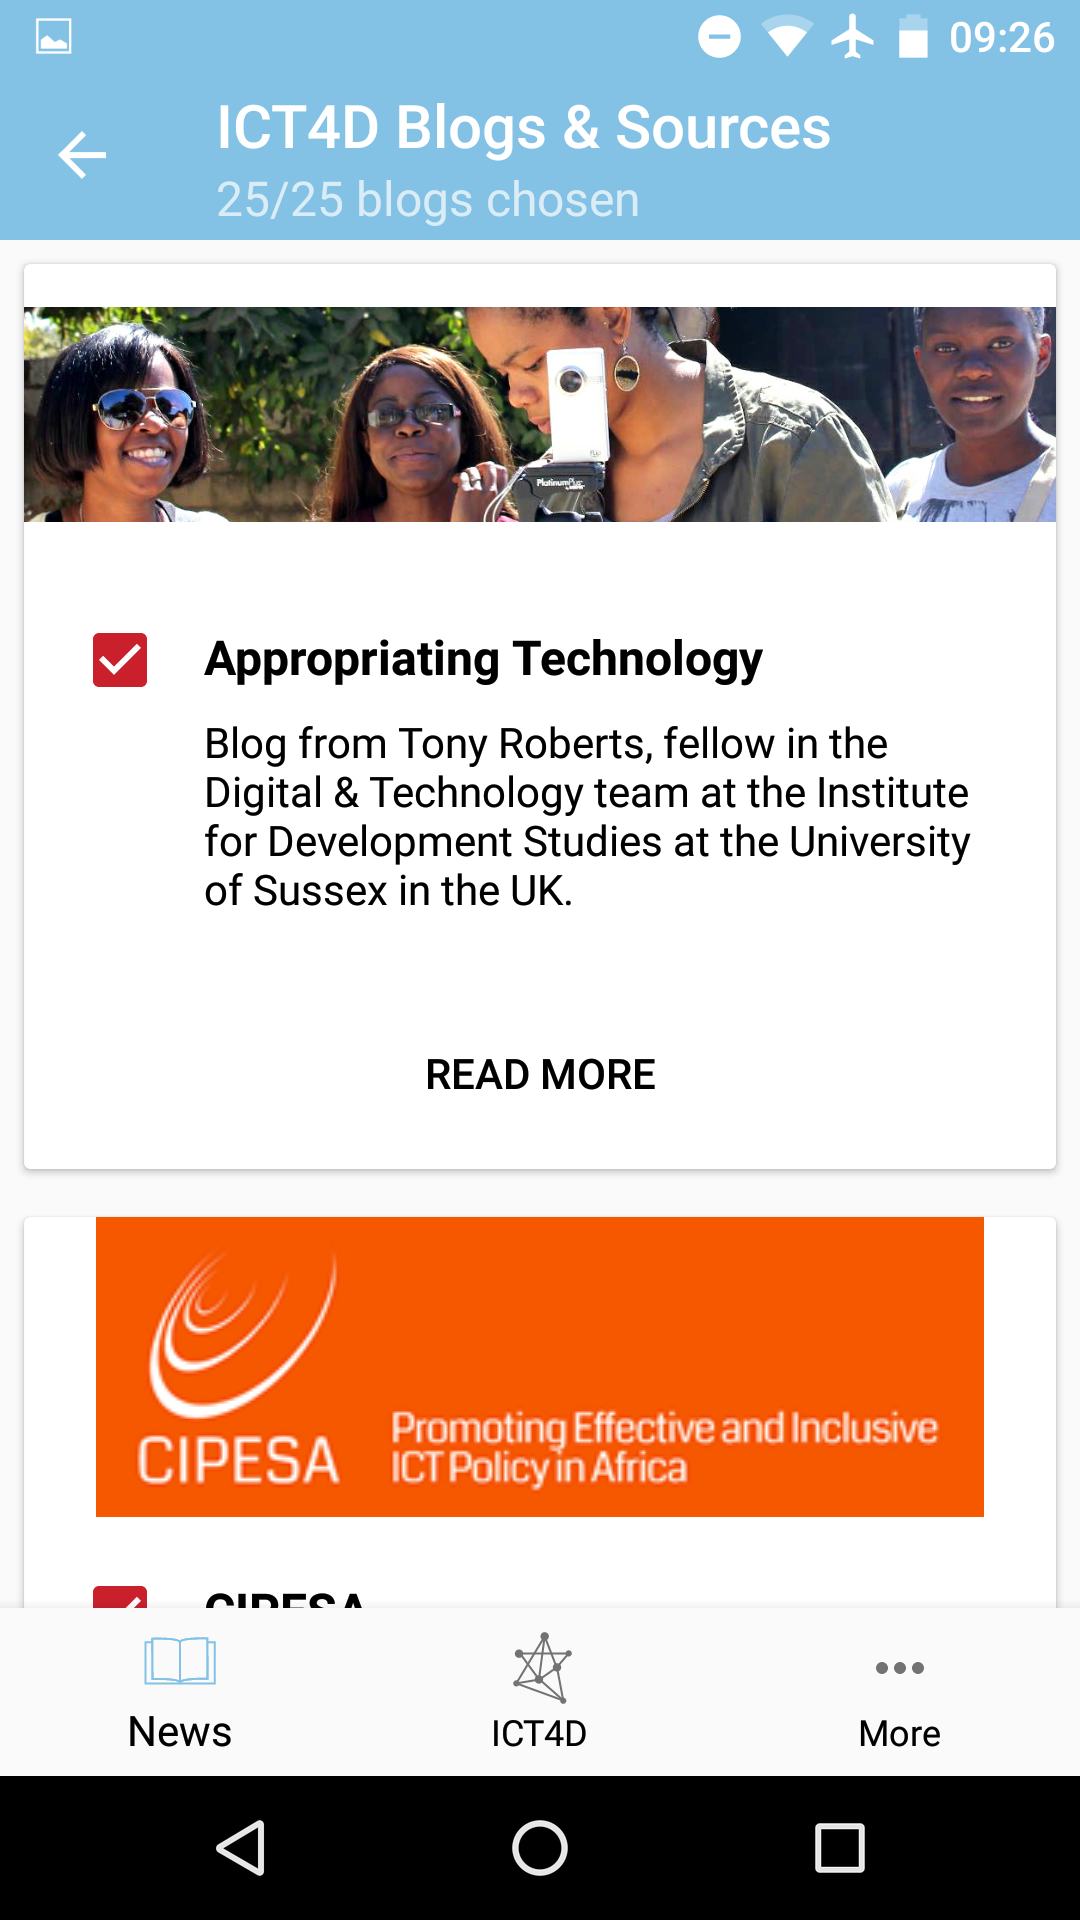 09:26
ICT4D Blogs & Sources
25/25 blogs chosen
PlatinumPlus
Appropriating Technology
Blog from Tony Roberts, fellow in the
Digital & Technology team at the Institute
for Development Studies at the University
of Sussex in the UK.
READ MORE
CIPESA
Promoting Effective and Inclusive
ICT Policy in Africa
CIPESA
News
ICT4D
More